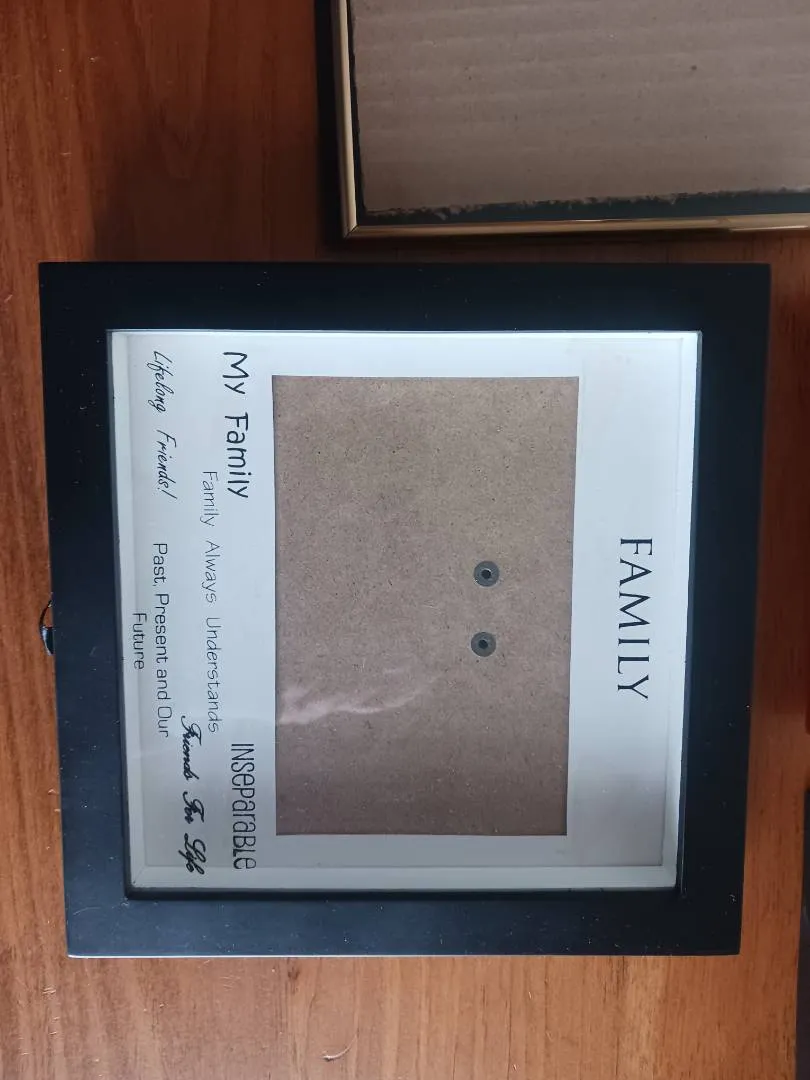 FAMILY
My Family
INSeParaBLe
Family Always Understands
Friends For Life
Lifelong Friends!
Past, Present and Our
Future